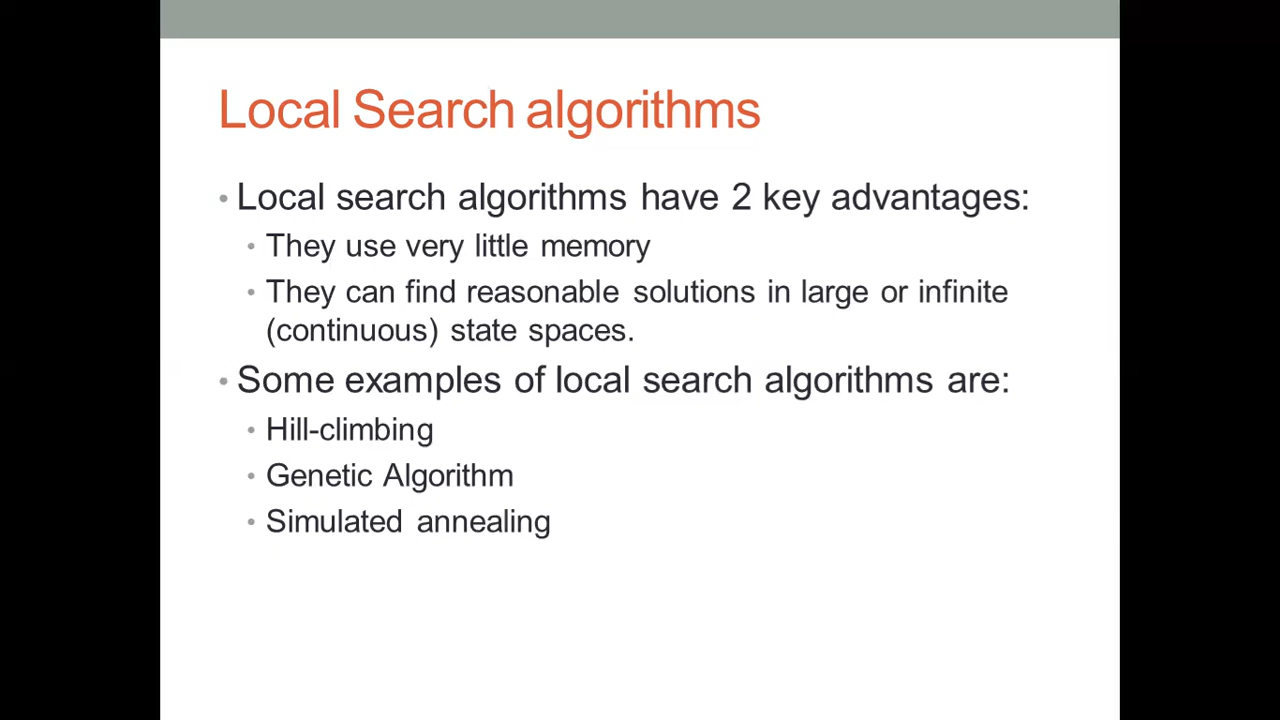 Local Search algorithms
• Local search algorithms have 2 key advantages:
• They use very little memory
• They can find reasonable solutions in large or infinite
(continuous) state spaces.
• Some examples of local search algorithms are:
• Hill-climbing
• Genetic Algorithm
• Simulated annealing